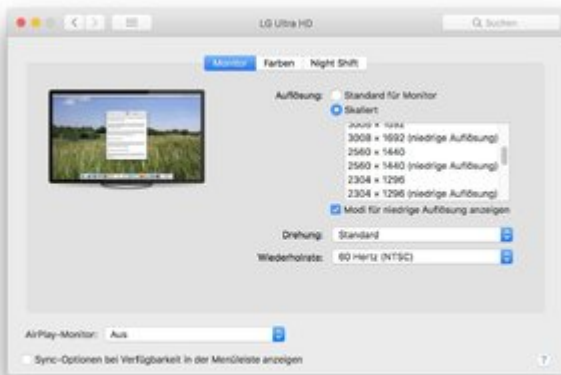 LG Ultra HD
Suchen
Monitor Farben Night Shift
Auflösung: Standard für Monitor
Skaliert
3008 × 1692
3008 × 1692 (niedrige Auflösung)
2560 × 1440
2560 × 1440 (niedrige Auflösung)
2304 × 1296
2304 × 1296 (niedrige Auflösung)
Modi für niedrige Auflösung anzeigen
Drehung: Standard
Wiederholrate: 60 Hertz (NTSC)
AirPlay-Monitor: Aus
Sync-Optionen bei Verfügbarkeit in der Menüleiste anzeigen
?